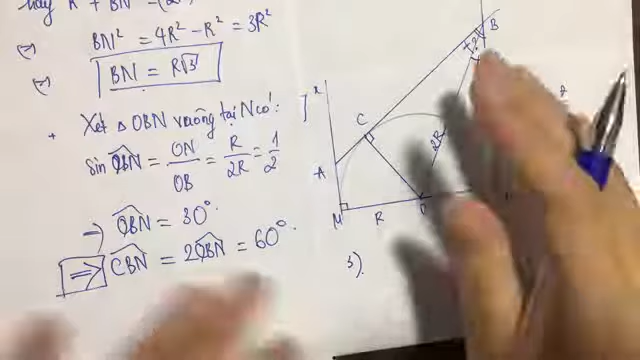 BN² = 4R² - R² = 3R²
BN = R√3
+ Xét △ OBN vuông tại N có:
sin OBN = ON/OB = R/2R = 1/2
⇒ OBN = 30°.
⇒ CBN = 2OBN = 60°.
x
B
C
A
2R
M
R
3).